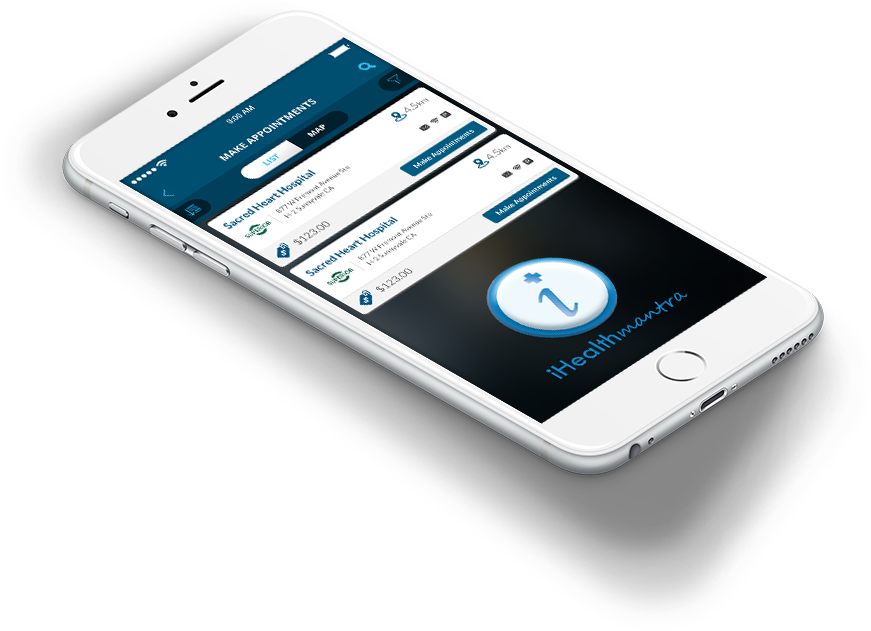 9:00 AM
MAKE APPOINTMENTS
LIST
MAP
Sacred Heart Hospital
4.5km
SUPERIOR
877 W Fremont Avenue Ste
H-2 Sunnyvale CA
Make Appointments
$123.00
Sacred Heart Hospital
4.5km
SUPERIOR
877 W Fremont Avenue Ste
H-2 Sunnyvale CA
Make Appointments
$123.00
i
iHealthmantra